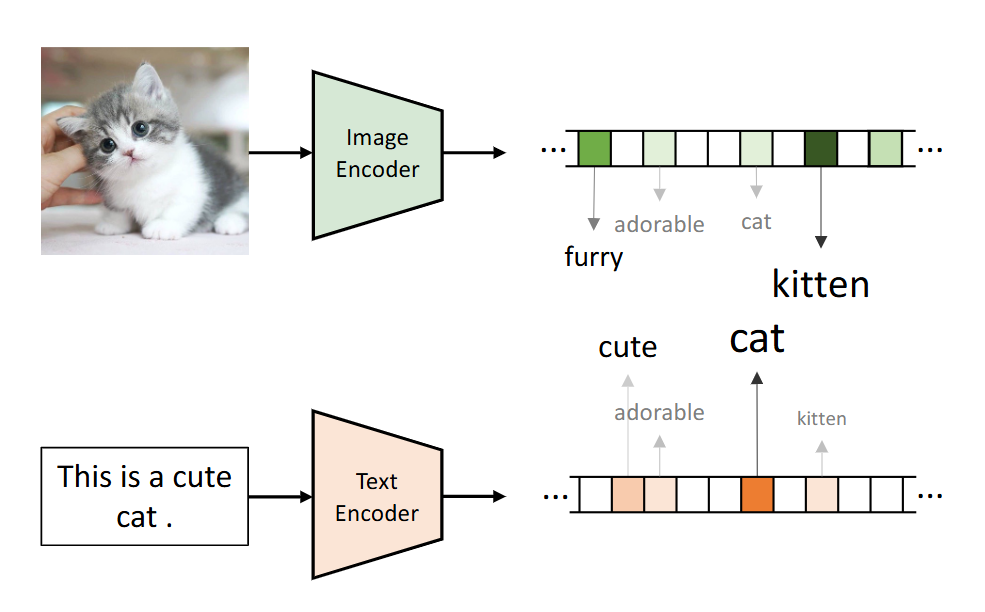 Image
Encoder
... ...
adorable
cat
furry
kitten
cute
cat
adorable
kitten
This is a cute
cat .
Text
Encoder
... ...